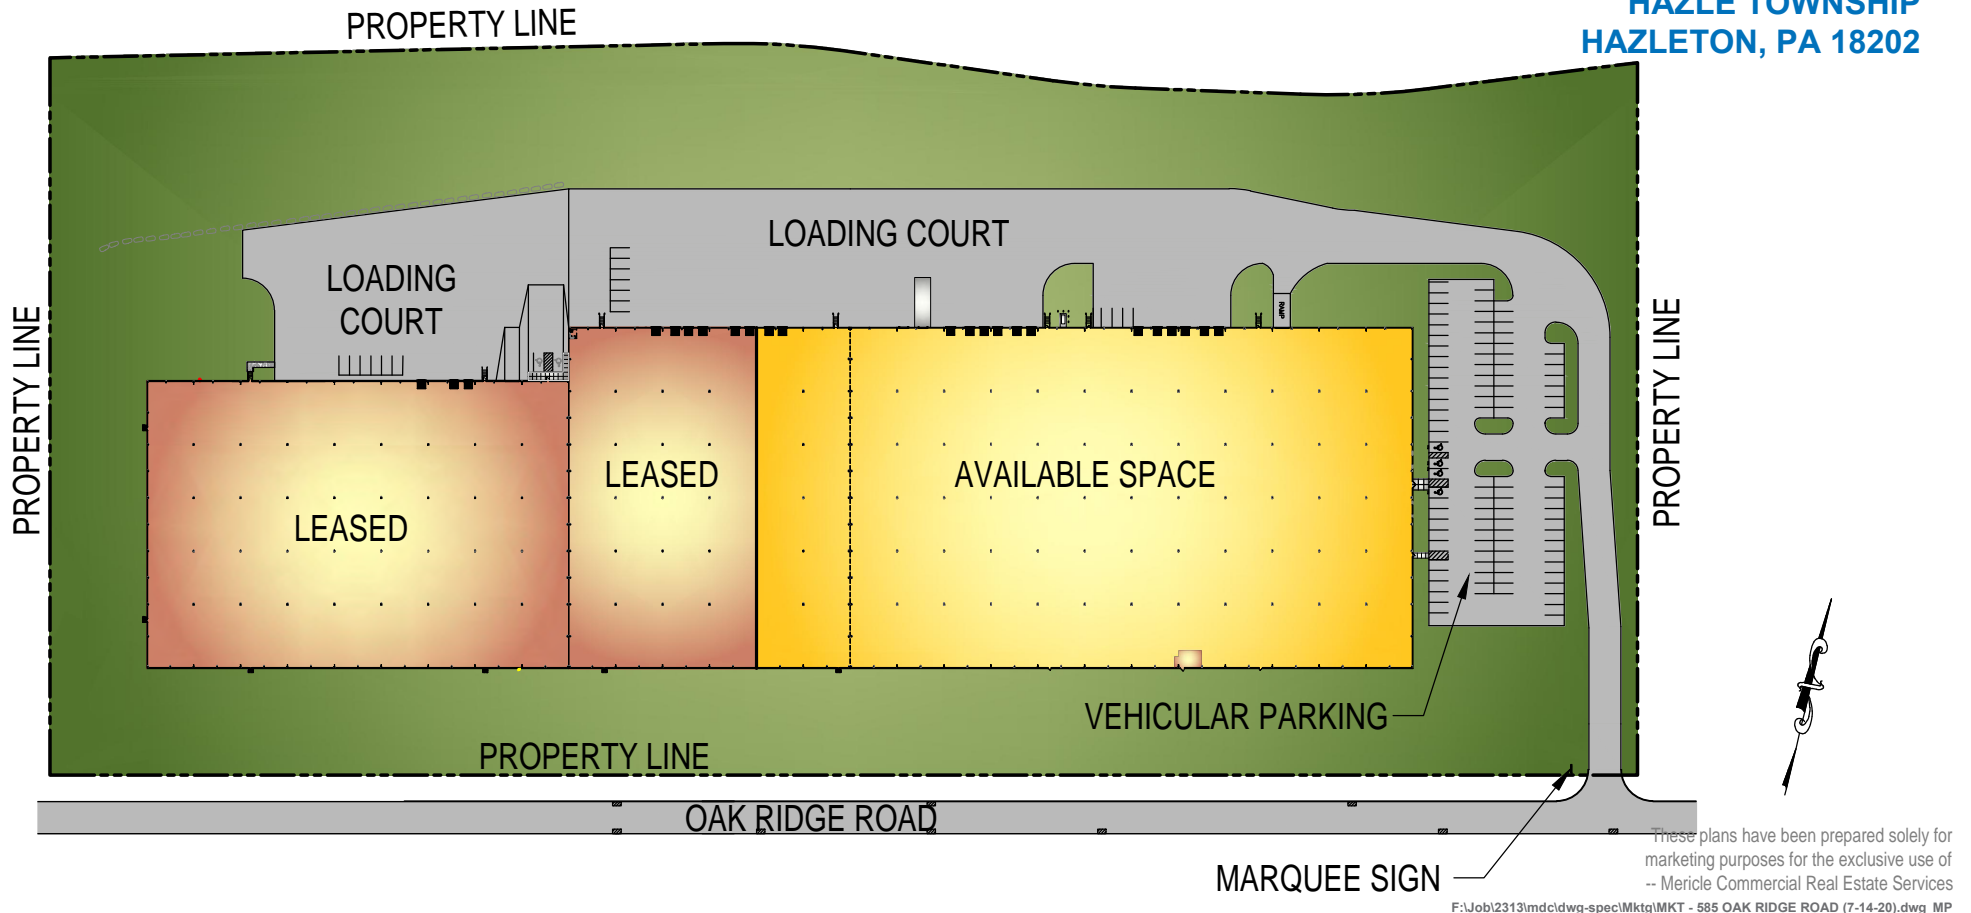 HAZLE TOWNSHIP
HAZLETON, PA 18202
PROPERTY LINE
LOADING COURT
LOADING
COURT
RAMP
PROPERTY LINE
PROPERTY LINE
LEASED
LEASED
AVAILABLE SPACE
VEHICULAR PARKING
PROPERTY LINE
OAK RIDGE ROAD
MARQUEE SIGN
These plans have been prepared solely for
marketing purposes for the exclusive use of
-- Mericle Commercial Real Estate Services
F:\Job\2313\mdc\dwg-spec\Mktg\MKT - 585 OAK RIDGE ROAD (7-14-20).dwg MP